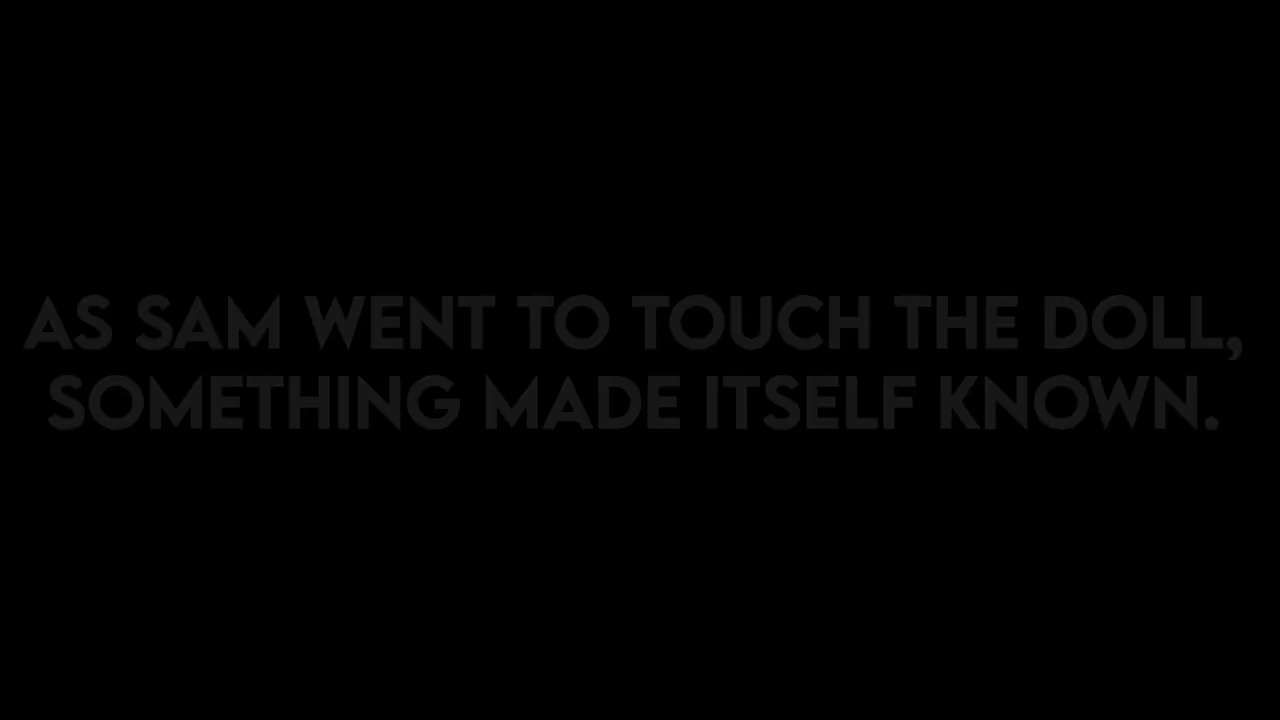 AS SAM WENT TO TOUCH THE DOLL,
SOMETHING MADE ITSELF KNOWN.